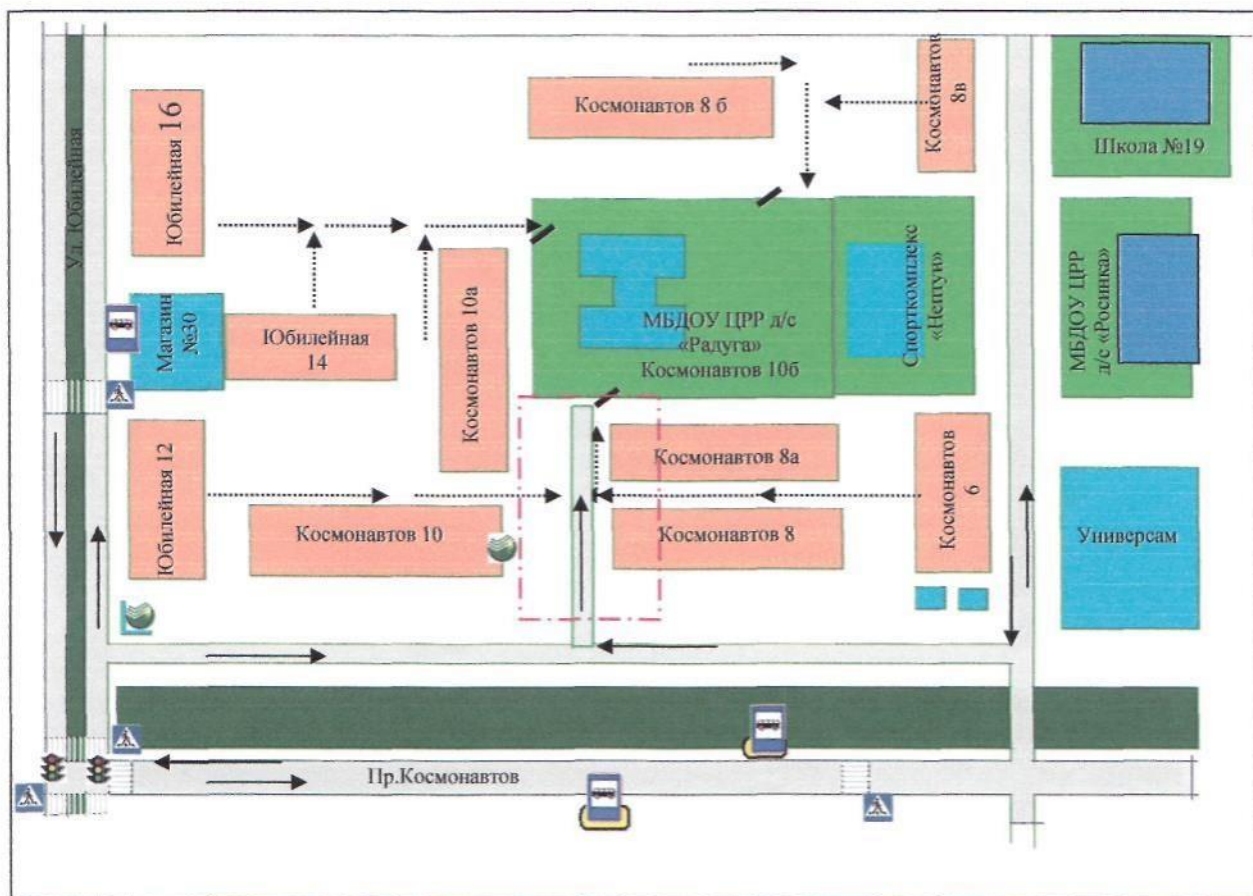 Космонавтов 8 б
Космонавтов
8в
Школа №19
Юбилейная 16
Ул. Юбилейная
Магазин
№30
Юбилейная
14
Космонавтов 10а
МБДОУ ЦРР д/с
«Радуга»
Космонавтов 10б
Спорткомплекс
«Нептун»
МБДОУ ЦРР
д/с «Росинка»
Юбилейная 12
Космонавтов 10
Космонавтов 8а
Космонавтов 8
Космонавтов
6
Универсам
Пр.Космонавтов